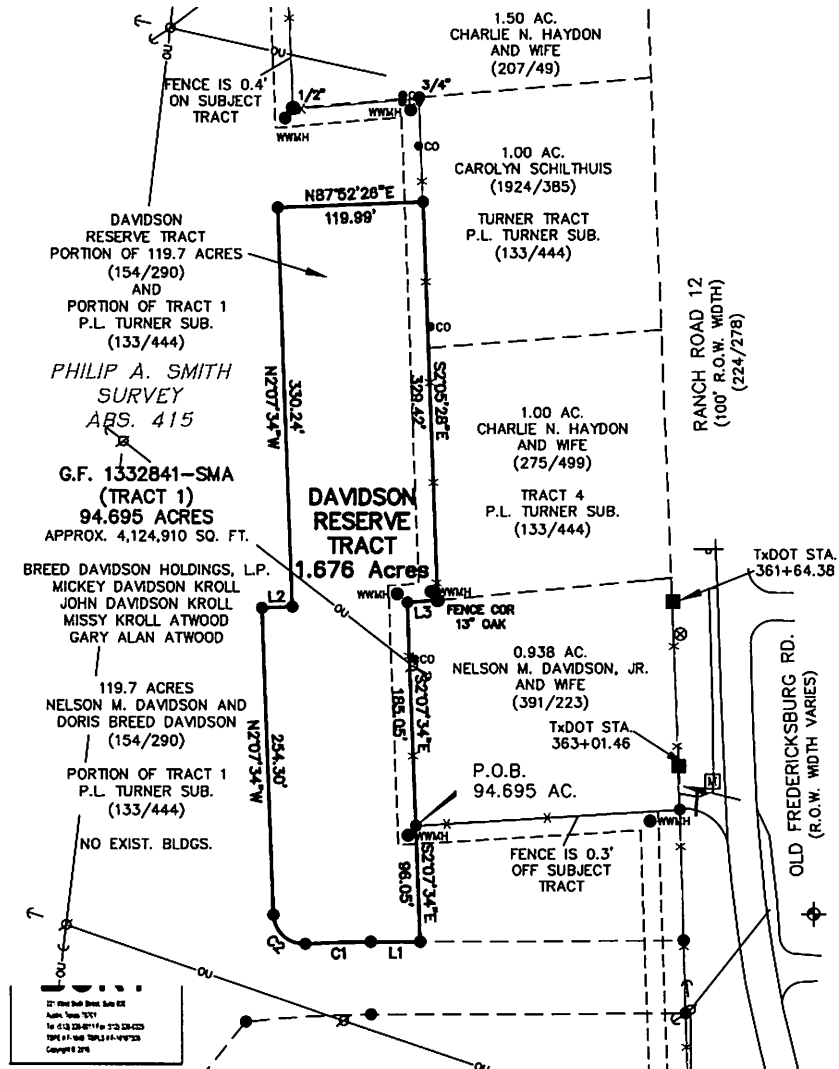 1.50 AC.
CHARLIE N. HAYDON
AND WIFE
(207/49)
OU
OU
FENCE IS 0.4'
ON SUBJECT
TRACT
1/2"
3/4"
WWMH
WWMH
CO
1.00 AC.
CAROLYN SCHILTHUIS
(1924/385)
TURNER TRACT
P.L. TURNER SUB.
(133/444)
N87°52'26"E
119.99'
DAVIDSON
RESERVE TRACT
PORTION OF 119.7 ACRES
(154/290)
AND
PORTION OF TRACT 1
P.L. TURNER SUB.
(133/444)
CO
RANCH ROAD 12
(100' R.O.W. WIDTH)
(224/278)
PHILIP A. SMITH
SURVEY
ABS. 415
N2°07'34"W
330.24'
S2°05'28"E
329.42'
1.00 AC.
CHARLIE N. HAYDON
AND WIFE
(275/499)
TRACT 4
P.L. TURNER SUB.
(133/444)
G.F. 1332841-SMA
(TRACT 1)
94.695 ACRES
APPROX. 4,124,910 SQ. FT.
DAVIDSON
RESERVE
TRACT
1.676 Acres
BREED DAVIDSON HOLDINGS, L.P.
MICKEY DAVIDSON KROLL
JOHN DAVIDSON KROLL
MISSY KROLL ATWOOD
GARY ALAN ATWOOD
TxDOT STA.
361+64.38
WWMH
WWMH
L2
OU
L3
FENCE COR
13" OAK
CO
0.938 AC.
NELSON M. DAVIDSON, JR.
AND WIFE
(391/223)
S2°07'34"E
185.05'
119.7 ACRES
NELSON M. DAVIDSON AND
DORIS BREED DAVIDSON
(154/290)
PORTION OF TRACT 1
P.L. TURNER SUB.
(133/444)
NO EXIST. BLDGS.
N2°07'34"W
254.30'
TxDOT STA.
363+01.46
M
P.O.B.
94.695 AC.
OLD FREDERICKSBURG RD.
(R.O.W. WIDTH VARIES)
WWMH
WWMH
FENCE IS 0.3'
OFF SUBJECT
TRACT
S2°07'34"E
96.05'
C2
C1
L1
OU
OU
OU
Copyright © 2016